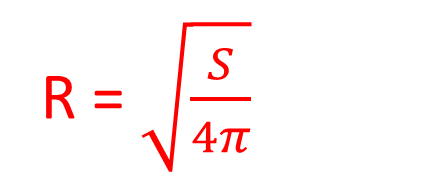 R = √(S/4π)